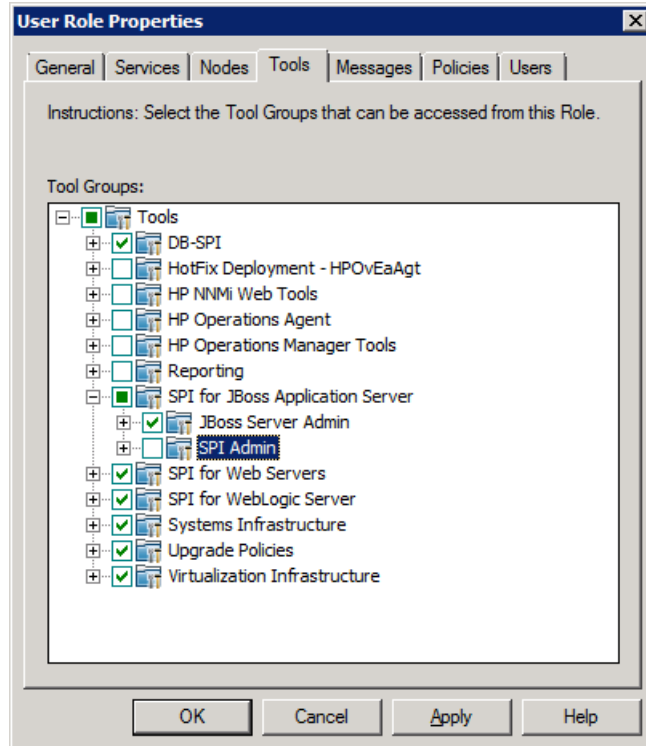 User Role Properties
General Services Nodes Tools Messages Policies Users
Instructions: Select the Tool Groups that can be accessed from this Role.
Tool Groups:
Tools
DB-SPI
HotFix Deployment - HPOvEaAgt
HP NNMi Web Tools
HP Operations Agent
HP Operations Manager Tools
Reporting
SPI for JBoss Application Server
JBoss Server Admin
SPI Admin
SPI for Web Servers
SPI for WebLogic Server
Systems Infrastructure
Upgrade Policies
Virtualization Infrastructure
OK Cancel Apply Help